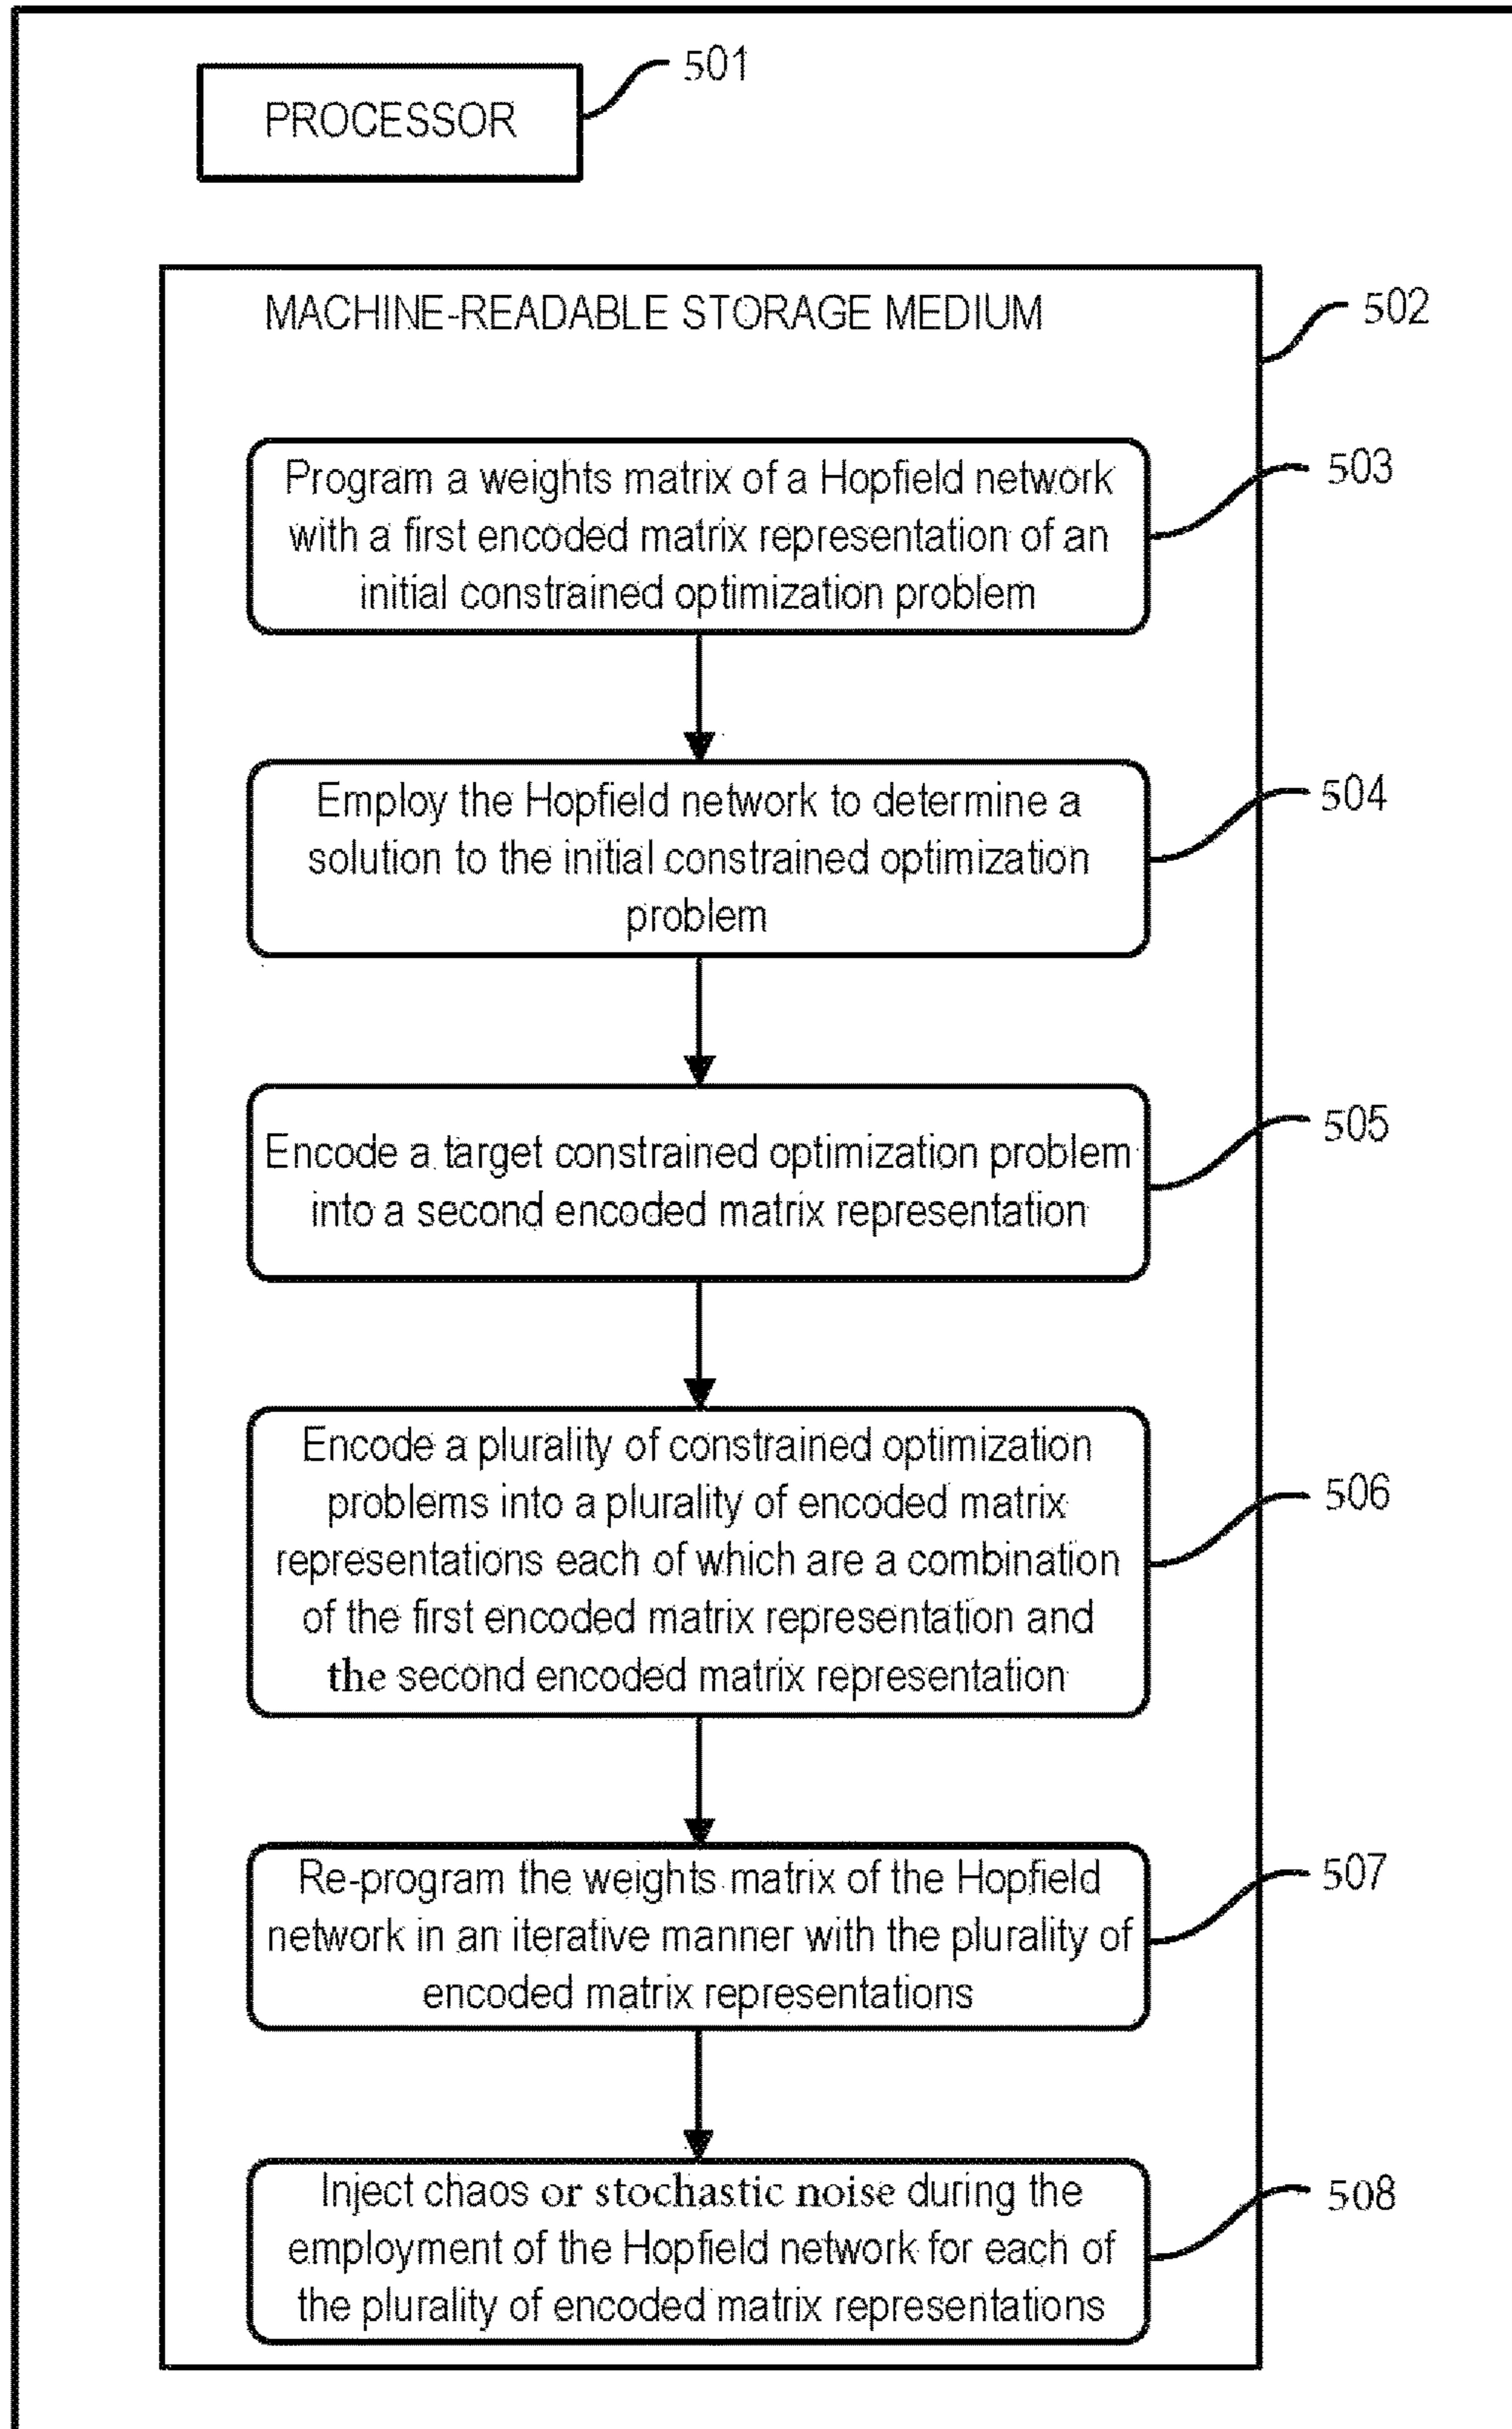 PROCESSOR
501
MACHINE-READABLE STORAGE MEDIUM
502
Program a weights matrix of a Hopfield network
with a first encoded matrix representation of an
initial constrained optimization problem
503
Employ the Hopfield network to determine a
solution to the initial constrained optimization
problem
504
Encode a target constrained optimization problem
into a second encoded matrix representation
505
Encode a plurality of constrained optimization
problems into a plurality of encoded matrix
representations each of which are a combination
of the first encoded matrix representation and
the second encoded matrix representation
506
Re-program the weights matrix of the Hopfield
network in an iterative manner with the plurality of
encoded matrix representations
507
Inject chaos or stochastic noise during the
employment of the Hopfield network for each of
the plurality of encoded matrix representations
508